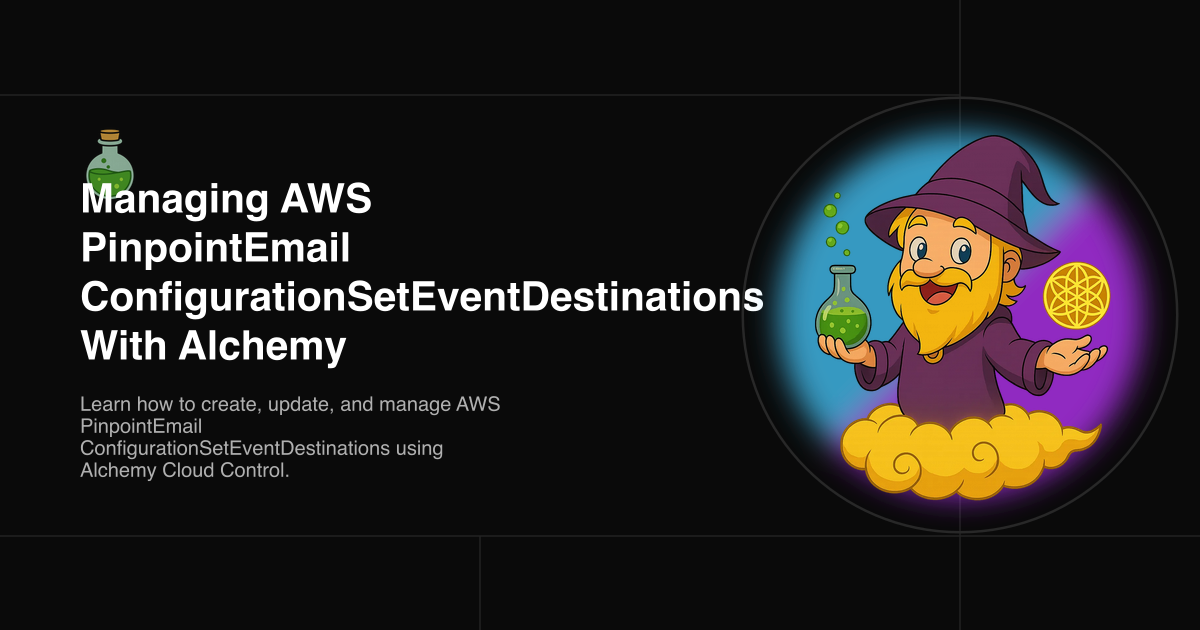 Managing AWS
PinpointEmail
ConfigurationSetEventDestinations
With Alchemy
Learn how to create, update, and manage AWS
PinpointEmail
ConfigurationSetEventDestinations using
Alchemy Cloud Control.